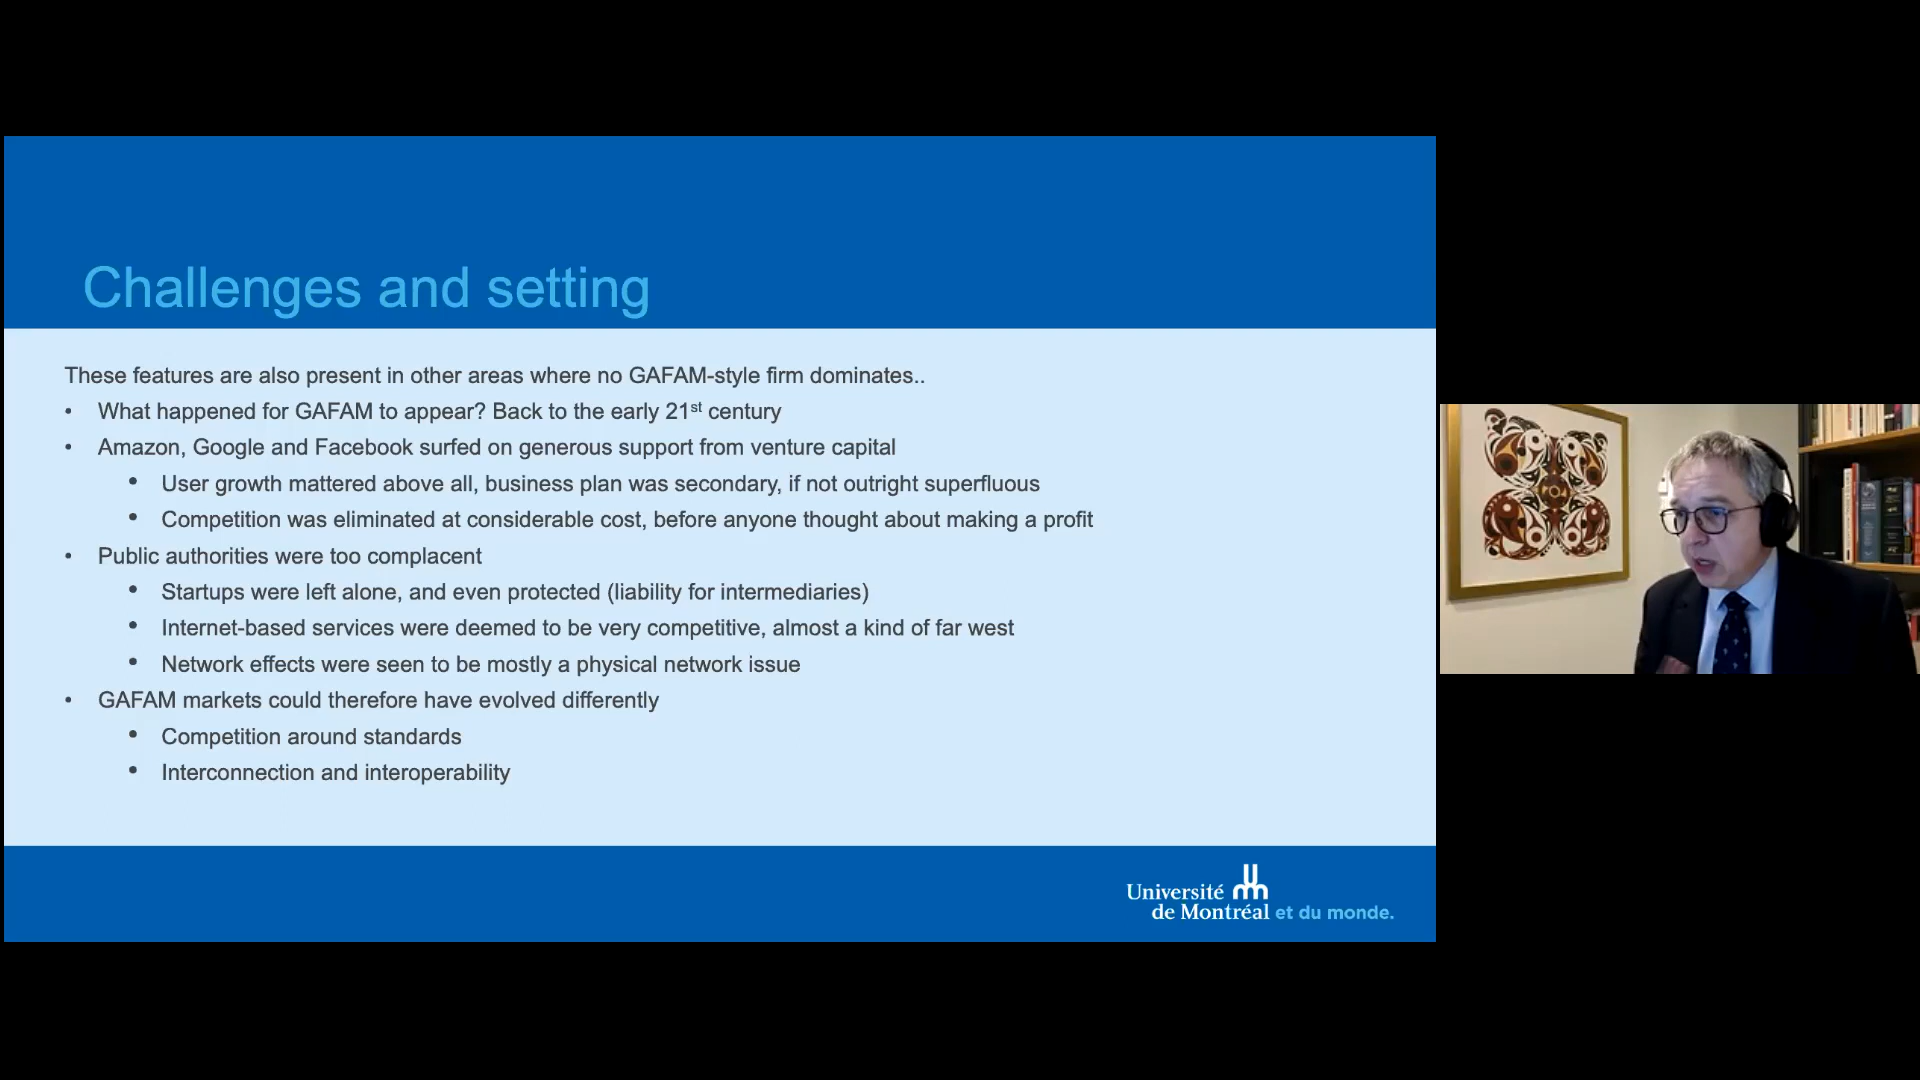 Challenges and setting
These features are also present in other areas where no GAFAM-style firm dominates..
• What happened for GAFAM to appear? Back to the early 21st century
• Amazon, Google and Facebook surfed on generous support from venture capital
• User growth mattered above all, business plan was secondary, if not outright superfluous
• Competition was eliminated at considerable cost, before anyone thought about making a profit
• Public authorities were too complacent
• Startups were left alone, and even protected (liability for intermediaries)
• Internet-based services were deemed to be very competitive, almost a kind of far west
• Network effects were seen to be mostly a physical network issue
• GAFAM markets could therefore have evolved differently
• Competition around standards
• Interconnection and interoperability
Université
de Montréal et du monde.